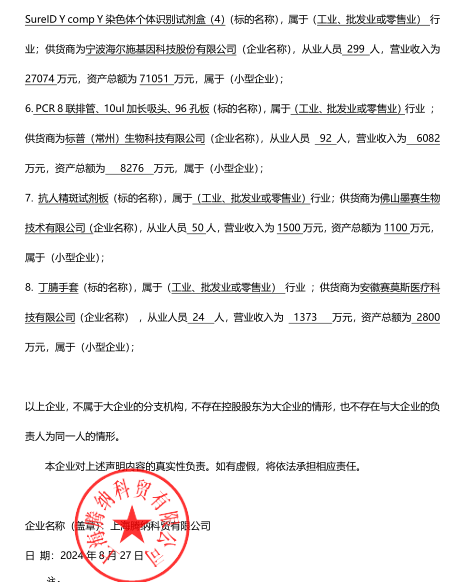 SureID Y comp Y 染色体个体识别试剂盒（4）(标的名称)，属于（工业、批发业或零售业）行
业；供货商为宁波海尔施基因科技股份有限公司（企业名称），从业人员 299 人，营业收入为
27074 万元，资产总额为 71051 万元，属于（小型企业）；
6. PCR 8 联排管、10ul 加长吸头、96 孔板（标的名称），属于（工业、批发业或零售业）行业 ；
供货商为标普（常州）生物科技有限公司（企业名称），从业人员 92 人，营业收入为 6082
万元，资产总额为 8276 万元，属于（小型企业）；
7. 抗人精斑试剂板（标的名称），属于（工业、批发业或零售业）行业；供货商为佛山墨赛生物
技术有限公司（企业名称），从业人员 50 人，营业收入为 1500 万元，资产总额为 1100 万元，
属于（小型企业）；
8. 丁腈手套（标的名称），属于（工业、批发业或零售业） 行业 ；供货商为安徽赛莫斯医疗科
技有限公司（企业名称） ，从业人员 24 人，营业收入为 1373 万元，资产总额为 2800
万元，属于（小型企业）；
以上企业，不属于大企业的分支机构，不存在控股股东为大企业的情形，也不存在与大企业的负
责人为同一人的情形。
本企业对上述声明内容的真实性负责。如有虚假，将依法承担相应责任。
企业名称（盖章）：上海腾纳科贸有限公司
日 期：2024 年 8 月 27 日
上海腾纳科贸有限公司